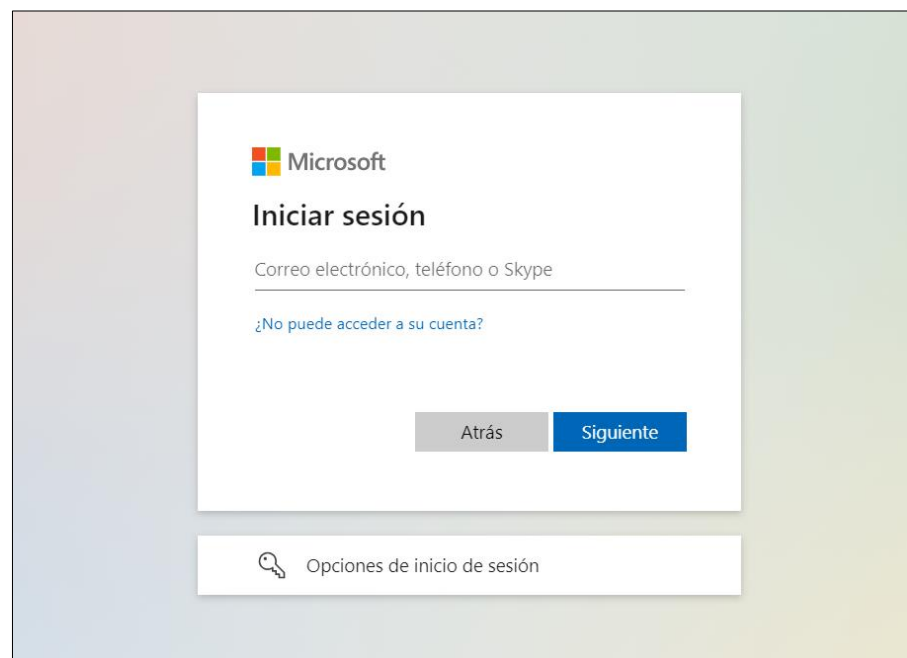 Microsoft
Iniciar sesión
Correo electrónico, teléfono o Skype
¿No puede acceder a su cuenta?
Atrás Siguiente
Opciones de inicio de sesión